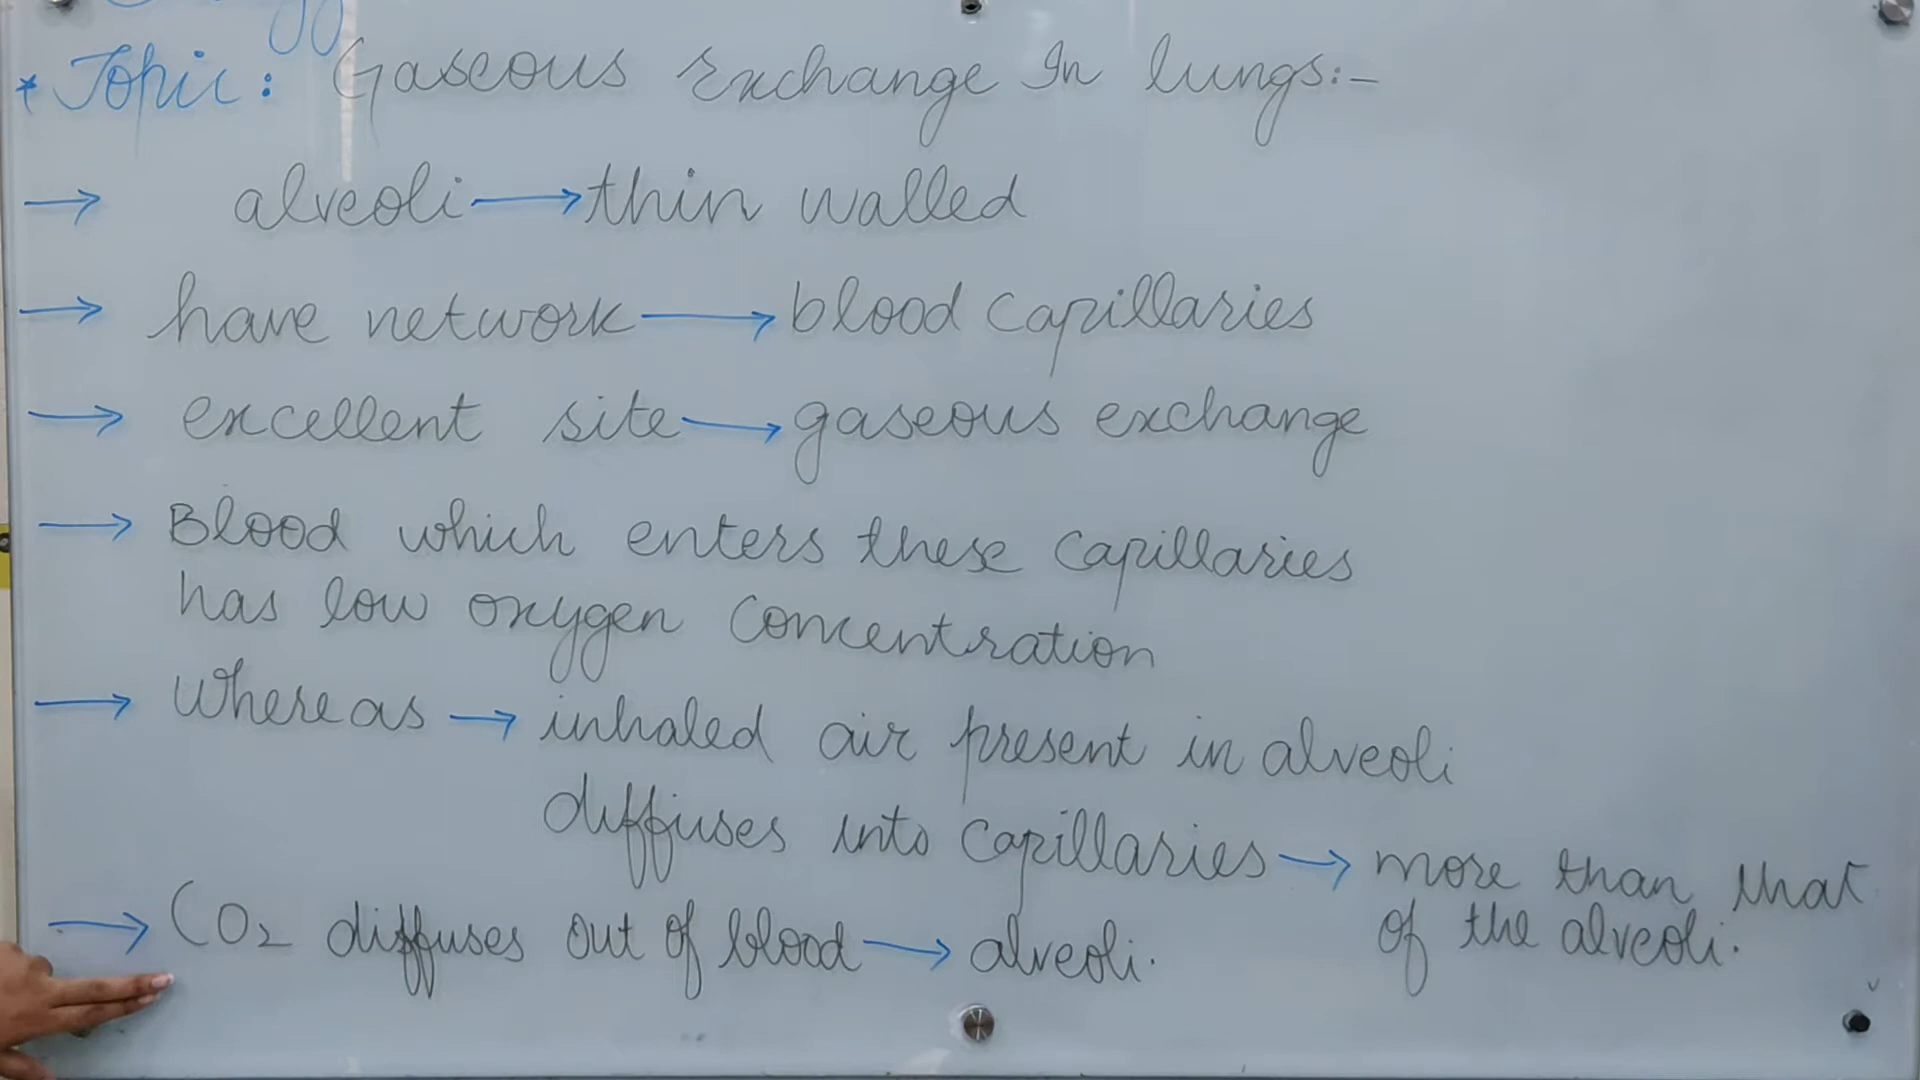 * Topic: Gaseous Exchange In lungs:-
→ alveoli → thin walled
→ have network → blood capillaries
→ excellent site → gaseous exchange
→ Blood which enters these capillaries
has low oxygen concentration
→ Whereas → inhaled air present in alveoli
diffuses into capillaries → more than that
of the alveoli.
→ CO₂ diffuses out of blood → alveoli.